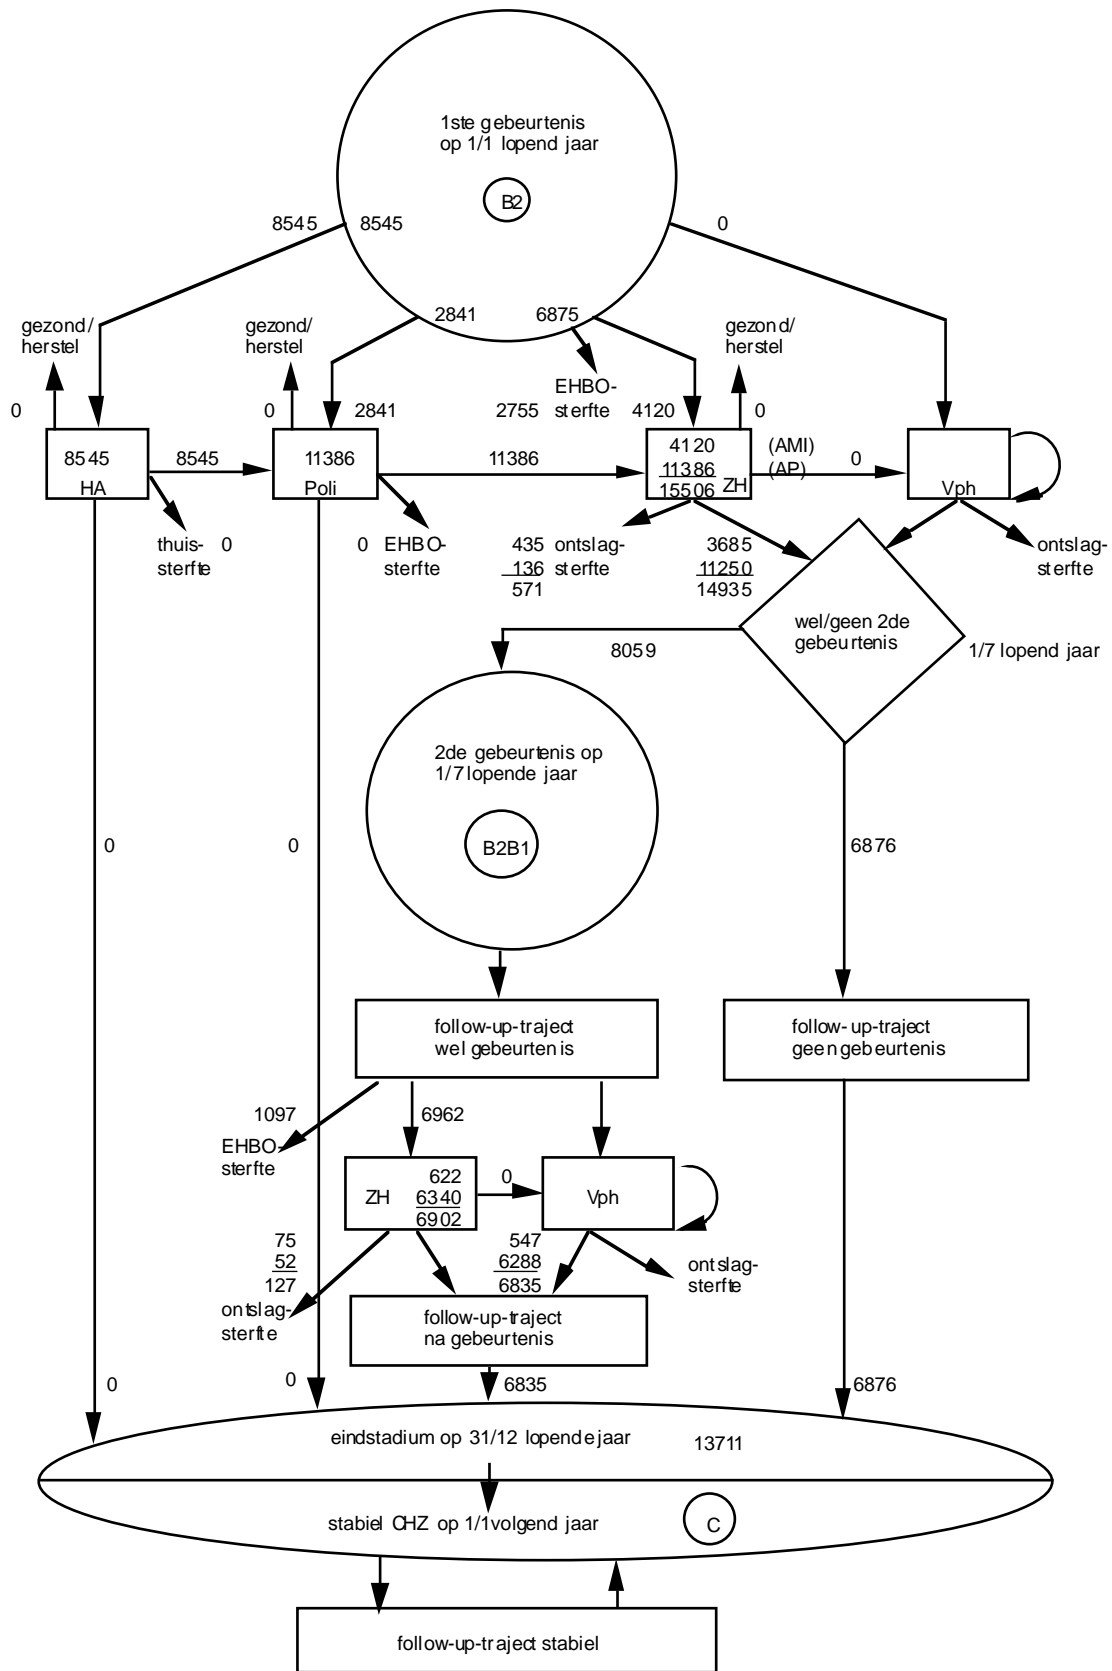 1ste gebeurtenis
op 1/1 lopend jaar
B2
8545
8545
0
2841
6875
gezond/
herstel
gezond/
herstel
gezond/
herstel
EHBO-
sterfte
0
0
2841
2755
4120
0
8545
HA
8545
11386
Poli
11386
4120
11386
15506
ZH
(AMI)
(AP)
0
Vph
thuis-
sterfte
0
0
EHBO-
sterfte
435
136
571
ontslag-
sterfte
3685
11250
14935
ontslag-
sterfte
wel/geen 2de
gebeurtenis
1/7 lopend jaar
8059
2de gebeurtenis op
1/7 lopende jaar
B2B1
0
0
6876
follow-up-traject
wel gebeurtenis
follow-up-traject
geen gebeurtenis
1097
EHBO-
sterfte
6962
ZH
622
6340
6902
0
Vph
75
52
127
ontslag-
sterfte
547
6288
6835
ontslag-
sterfte
follow-up-traject
na gebeurtenis
0
0
6835
6876
eindstadium op 31/12 lopende jaar
13711
stabiel CHZ op 1/1 volgend jaar
C
follow-up-traject stabiel